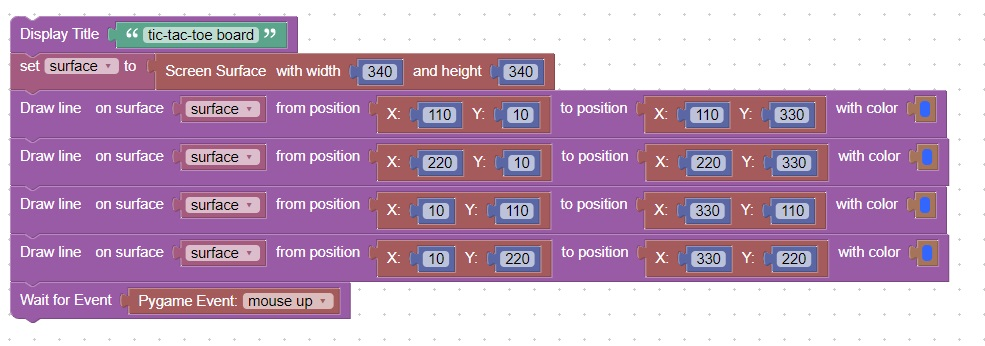 Display Title “ tic-tac-toe board ”
set surface to Screen Surface with width 340 and height 340
Draw line on surface surface from position X: 110 Y: 10 to position X: 110 Y: 330 with color
Draw line on surface surface from position X: 220 Y: 10 to position X: 220 Y: 330 with color
Draw line on surface surface from position X: 10 Y: 110 to position X: 330 Y: 110 with color
Draw line on surface surface from position X: 10 Y: 220 to position X: 330 Y: 220 with color
Wait for Event Pygame Event: mouse up